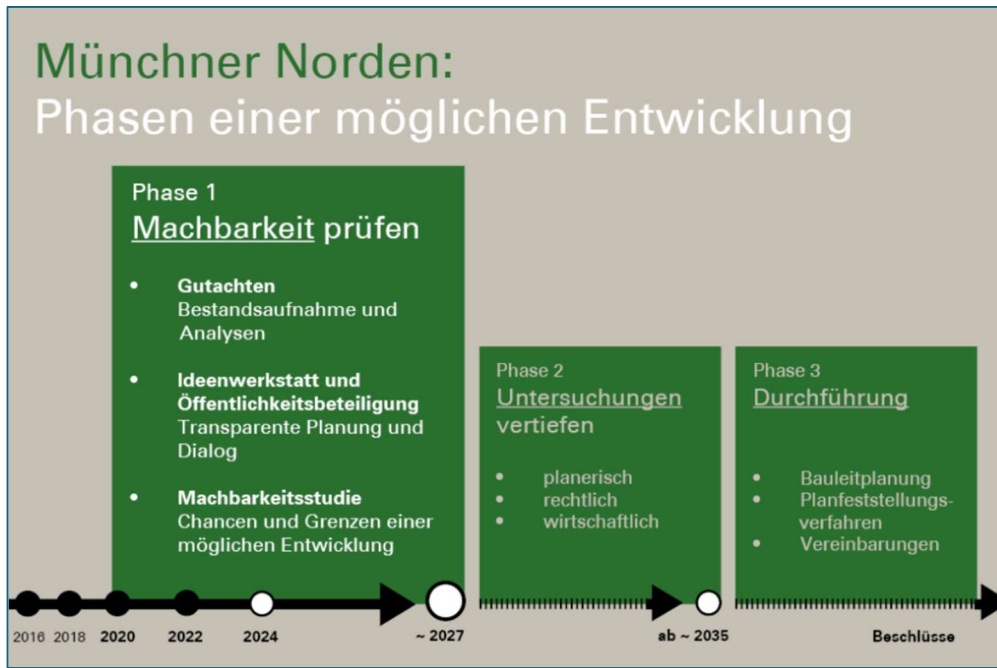 Münchner Norden:
Phasen einer möglichen Entwicklung
Phase 1
Machbarkeit prüfen
• Gutachten
Bestandsaufnahme und
Analysen
• Ideenwerkstatt und
Öffentlichkeitsbeteiligung
Transparente Planung und
Dialog
• Machbarkeitsstudie
Chancen und Grenzen einer
möglichen Entwicklung
Phase 2
Untersuchungen
vertiefen
• planerisch
• rechtlich
• wirtschaftlich
Phase 3
Durchführung
• Bauleitplanung
• Planfeststellungs-
verfahren
• Vereinbarungen
2016 2018 2020 2022 2024 ~ 2027 ab ~ 2035 Beschlüsse